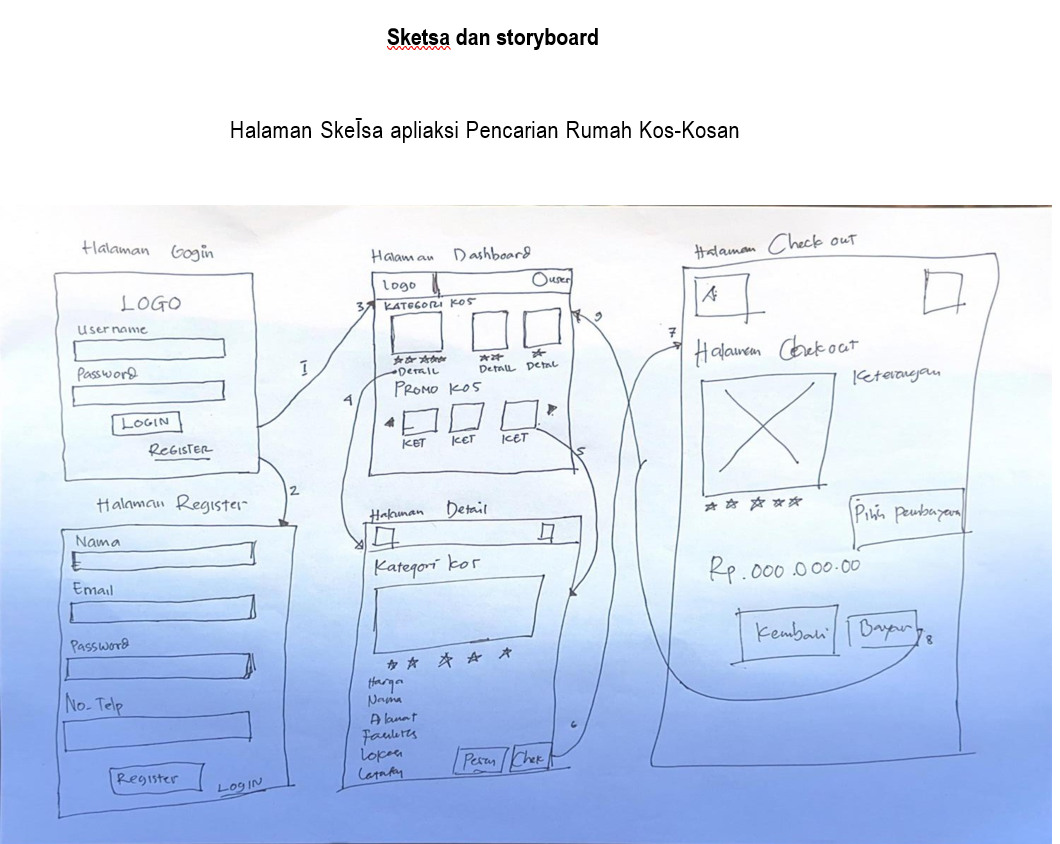 Sketsa dan storyboard
Halaman SkeĪsa apliaksi Pencarian Rumah Kos-Kosan
Halaman Login
LOGO
Username
Password
LOGIN
REGISTER
1
2
Halaman Register
Nama
Email
Password
No-Telp
Register
LOGIN
Halaman Dashboard
Logo
user
3
KATEGORI KOS
DETAIL
DETAIL
DETAIL
PROMO KOS
KET
KET
KET
4
5
9
Halaman Detail
Kategori Kos
Harga
Nama
Alamat
Fasilitas
Lokasi
Pesan
Chek
6
7
Halaman Check out
Halaman Checkout
Keterangan
Pilih pembayaran
Rp.000.000.00
Kembali
Bayar
8